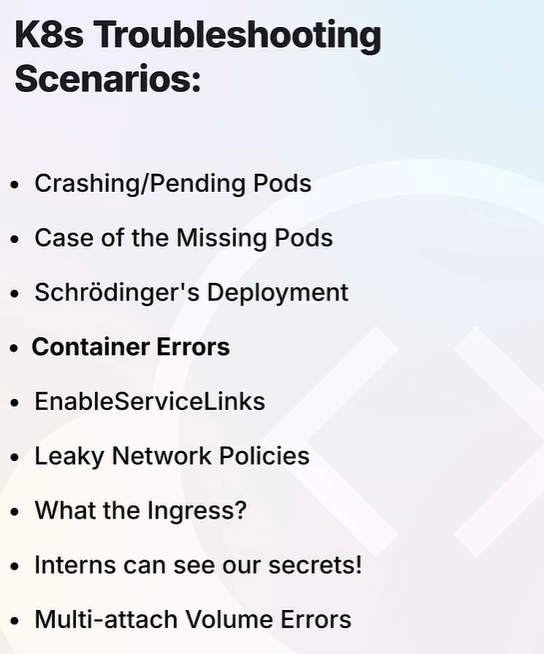 K8s Troubleshooting
Scenarios:
• Crashing/Pending Pods
• Case of the Missing Pods
• Schrödinger's Deployment
• Container Errors
• EnableServiceLinks
• Leaky Network Policies
• What the Ingress?
• Interns can see our secrets!
• Multi-attach Volume Errors